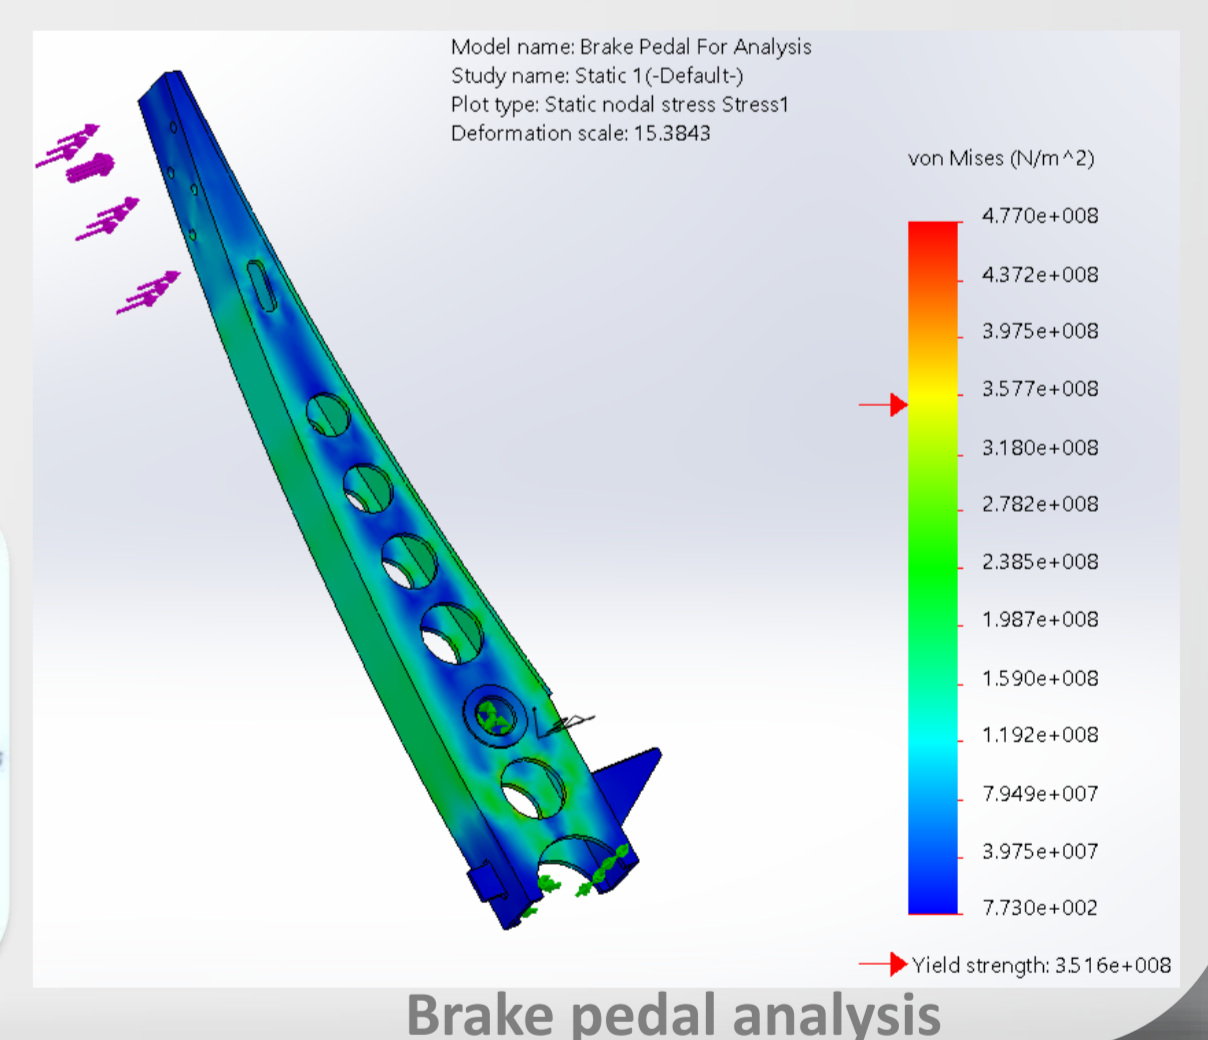 Model name: Brake Pedal For Analysis
Study name: Static 1(-Default-)
Plot type: Static nodal stress Stress1
Deformation scale: 15.3843
von Mises (N/m^2)
4.770e+008
4.372e+008
3.975e+008
3.577e+008
3.180e+008
2.782e+008
2.385e+008
1.987e+008
1.590e+008
1.192e+008
7.949e+007
3.975e+007
7.730e+002
Yield strength: 3.516e+008
Brake pedal analysis